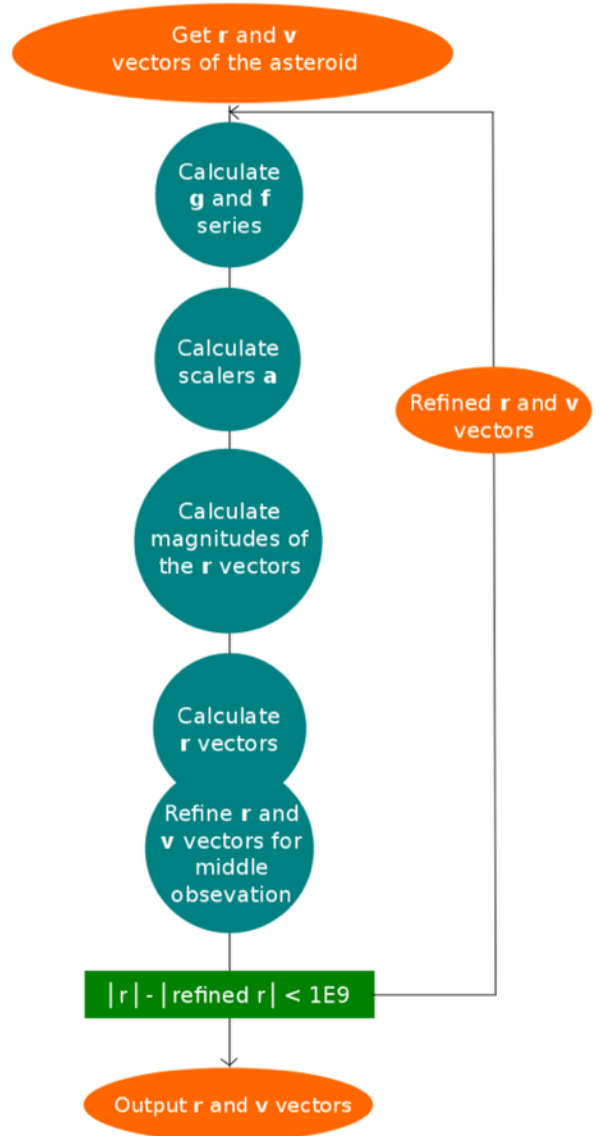 Get r and v
vectors of the asteroid
Calculate
g and f
series
Calculate
scalers a
Refined r and v
vectors
Calculate
magnitudes of
the r vectors
Calculate
r vectors
Refine r and
v vectors for
middle
obsevation
|r| - |refined r| < 1E9
Output r and v vectors